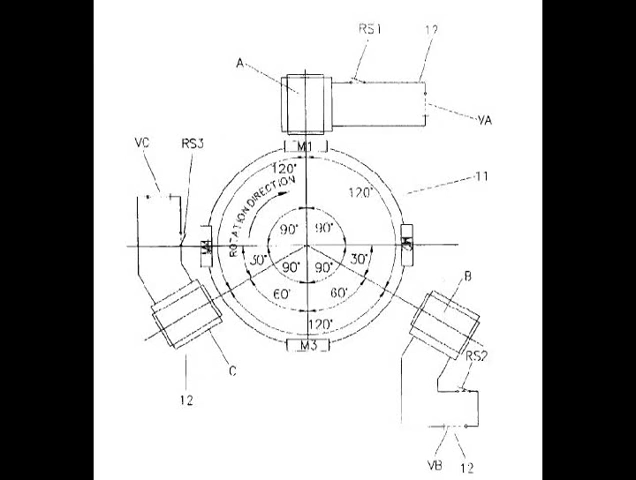 RS1
12
A
VA
VC
RS3
M1
120°
120°
11
ROTATION DIRECTION
90°
90°
30°
30°
90°
90°
60°
60°
B
120°
M3
RS2
C
12
VB
12